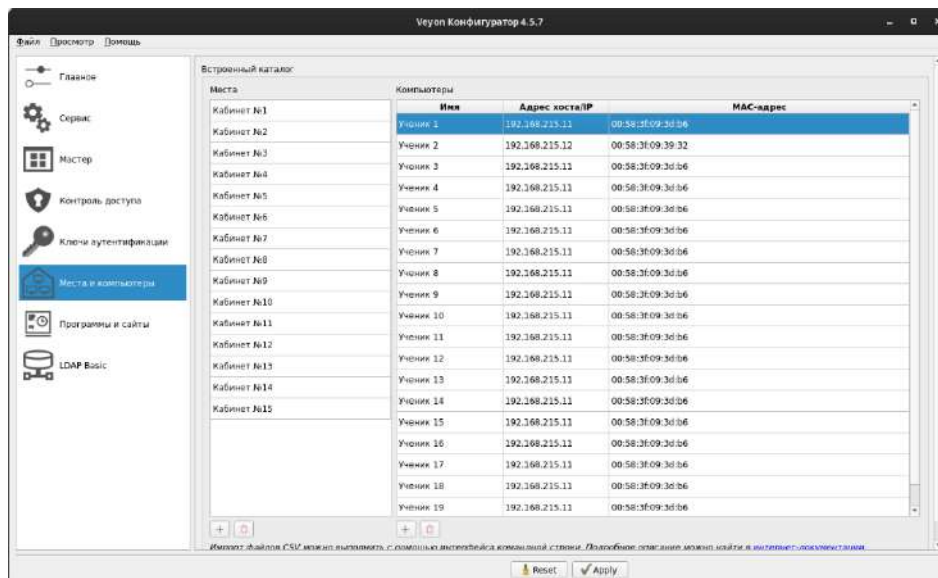 Veyon Конфигуратор 4.5.7
Файл Просмотр Помощь
Главное
Сервис
Мастер
Контроль доступа
Ключи аутентификации
Места и компьютеры
Программы и сайты
LDAP Basic
Встроенный каталог
Места
Кабинет №1
Кабинет №2
Кабинет №3
Кабинет №4
Кабинет №5
Кабинет №6
Кабинет №7
Кабинет №8
Кабинет №9
Кабинет №10
Кабинет №11
Кабинет №12
Кабинет №13
Кабинет №14
Кабинет №15
Компьютеры
Имя Адрес хоста/IP MAC-адрес
Ученик 1 192.168.215.11 00:58:3f:09:3d:b6
Ученик 2 192.168.215.12 00:58:3f:09:39:32
Ученик 3 192.168.215.11 00:58:3f:09:3d:b6
Ученик 4 192.168.215.11 00:58:3f:09:3d:b6
Ученик 5 192.168.215.11 00:58:3f:09:3d:b6
Ученик 6 192.168.215.11 00:58:3f:09:3d:b6
Ученик 7 192.168.215.11 00:58:3f:09:3d:b6
Ученик 8 192.168.215.11 00:58:3f:09:3d:b6
Ученик 9 192.168.215.11 00:58:3f:09:3d:b6
Ученик 10 192.168.215.11 00:58:3f:09:3d:b6
Ученик 11 192.168.215.11 00:58:3f:09:3d:b6
Ученик 12 192.168.215.11 00:58:3f:09:3d:b6
Ученик 13 192.168.215.11 00:58:3f:09:3d:b6
Ученик 14 192.168.215.11 00:58:3f:09:3d:b6
Ученик 15 192.168.215.11 00:58:3f:09:3d:b6
Ученик 16 192.168.215.11 00:58:3f:09:3d:b6
Ученик 17 192.168.215.11 00:58:3f:09:3d:b6
Ученик 18 192.168.215.11 00:58:3f:09:3d:b6
Ученик 19 192.168.215.11 00:58:3f:09:3d:b6
Импорт файлов CSV можно выполнить с помощью интерфейса командной строки. Подробное описание можно найти в интернет-документации.
Reset Apply